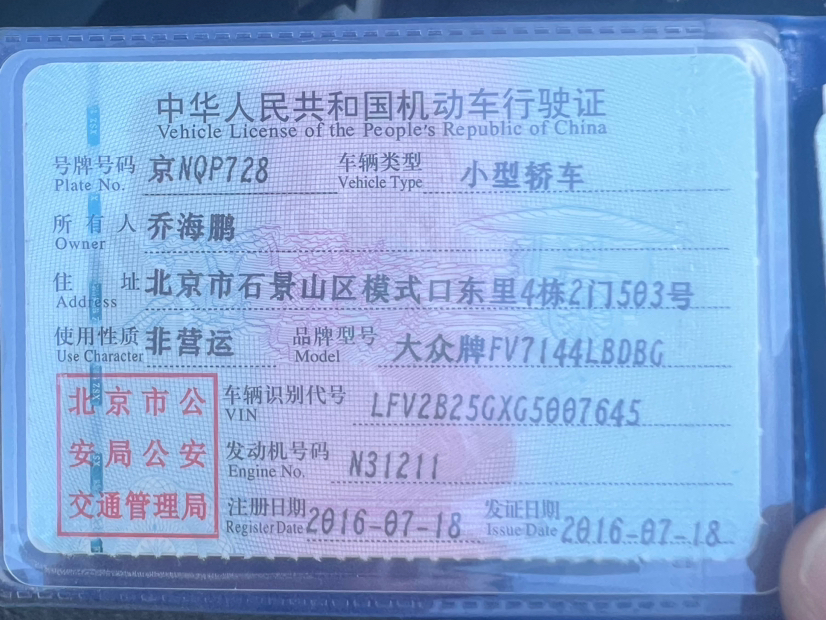 中华人民共和国机动车行驶证
Vehicle License of the People's Republic of China
号牌号码 京NQP728 车辆类型 小型轿车
Plate No. Vehicle Type
所有人 乔海鹏
Owner
住址 北京市石景山区模式口东里4栋2门503号
Address
使用性质 非营运 品牌型号 大众牌FV7144LBDBG
Use Character Model
北京市公
安局公安
交通管理局
车辆识别代号 LFV2B25GXG5007645
VIN
发动机号码 N31211
Engine No.
注册日期 2016-07-18 发证日期 2016-07-18
Register Date Issue Date